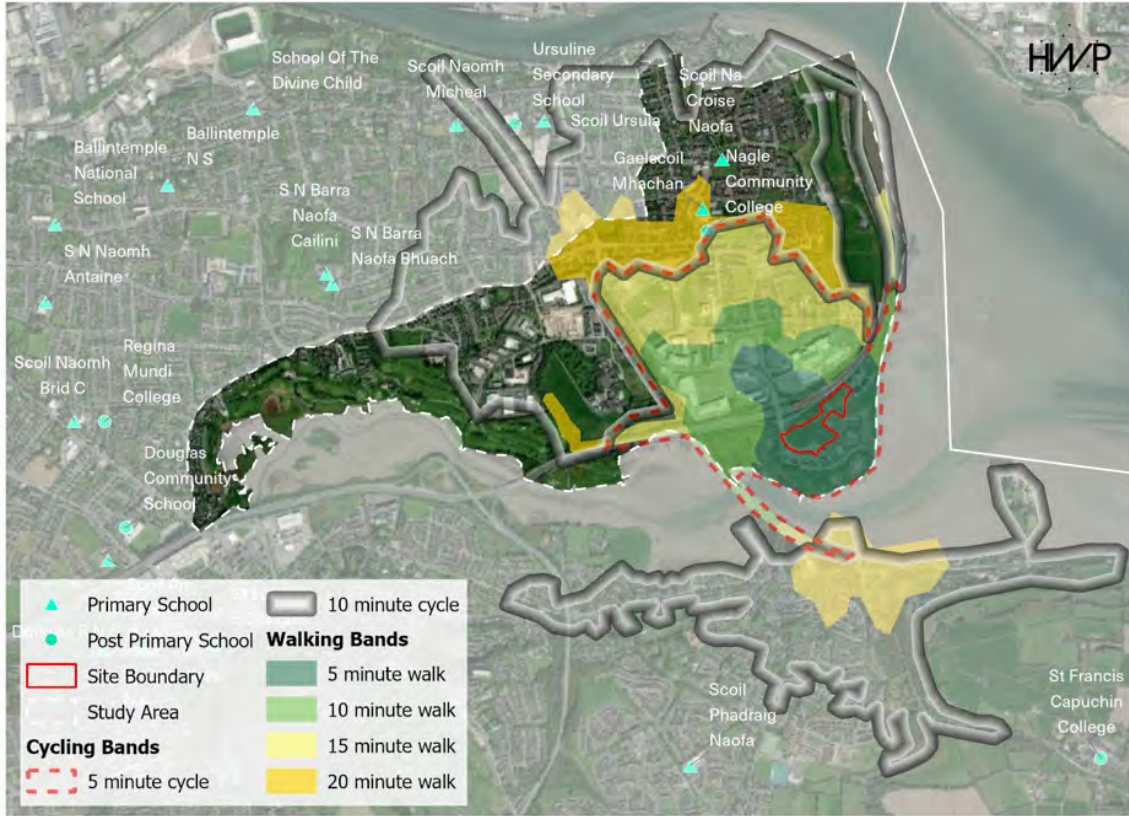 HWP
School Of The
Divine Child
Scoil Naomh
Micheal
Ursuline
Secondary
School
Scoil Ursula
Scoil Na
Croise
Naofa
Ballintemple
N S
Ballintemple
National
School
Gaelecoil
Mhachan
Nagle
Community
College
S N Barra
Naofa
Cailini
S N Barra
Naofa Bhuach
S N Naomh
Antaine
Scoil Naomh
Brid C
Regina
Mundi
College
Douglas
Community
School
Scoil
Phadraig
Naofa
St Francis
Capuchin
College
Primary School
Post Primary School
Site Boundary
Study Area
Cycling Bands
5 minute cycle
10 minute cycle
Walking Bands
5 minute walk
10 minute walk
15 minute walk
20 minute walk